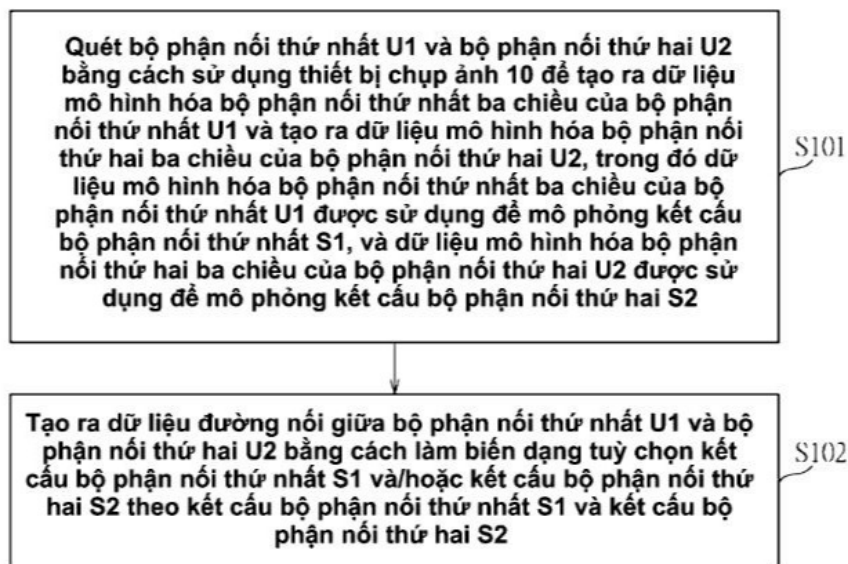 Quét bộ phận nối thứ nhất U1 và bộ phận nối thứ hai U2
bằng cách sử dụng thiết bị chụp ảnh 10 để tạo ra dữ liệu
mô hình hóa bộ phận nối thứ nhất ba chiều của bộ phận
nối thứ nhất U1 và tạo ra dữ liệu mô hình hóa bộ phận nối
thứ hai ba chiều của bộ phận nối thứ hai U2, trong đó dữ
liệu mô hình hóa bộ phận nối thứ nhất ba chiều của bộ
phận nối thứ nhất U1 được sử dụng để mô phỏng kết cấu
bộ phận nối thứ nhất S1, và dữ liệu mô hình hóa bộ phận
nối thứ hai ba chiều của bộ phận nối thứ hai U2 được sử
dụng để mô phỏng kết cấu bộ phận nối thứ hai S2
S101
Tạo ra dữ liệu đường nối giữa bộ phận nối thứ nhất U1 và bộ
phận nối thứ hai U2 bằng cách làm biến dạng tuỳ chọn kết
cấu bộ phận nối thứ nhất S1 và/hoặc kết cấu bộ phận nối thứ
hai S2 theo kết cấu bộ phận nối thứ nhất S1 và kết cấu bộ
phận nối thứ hai S2
S102